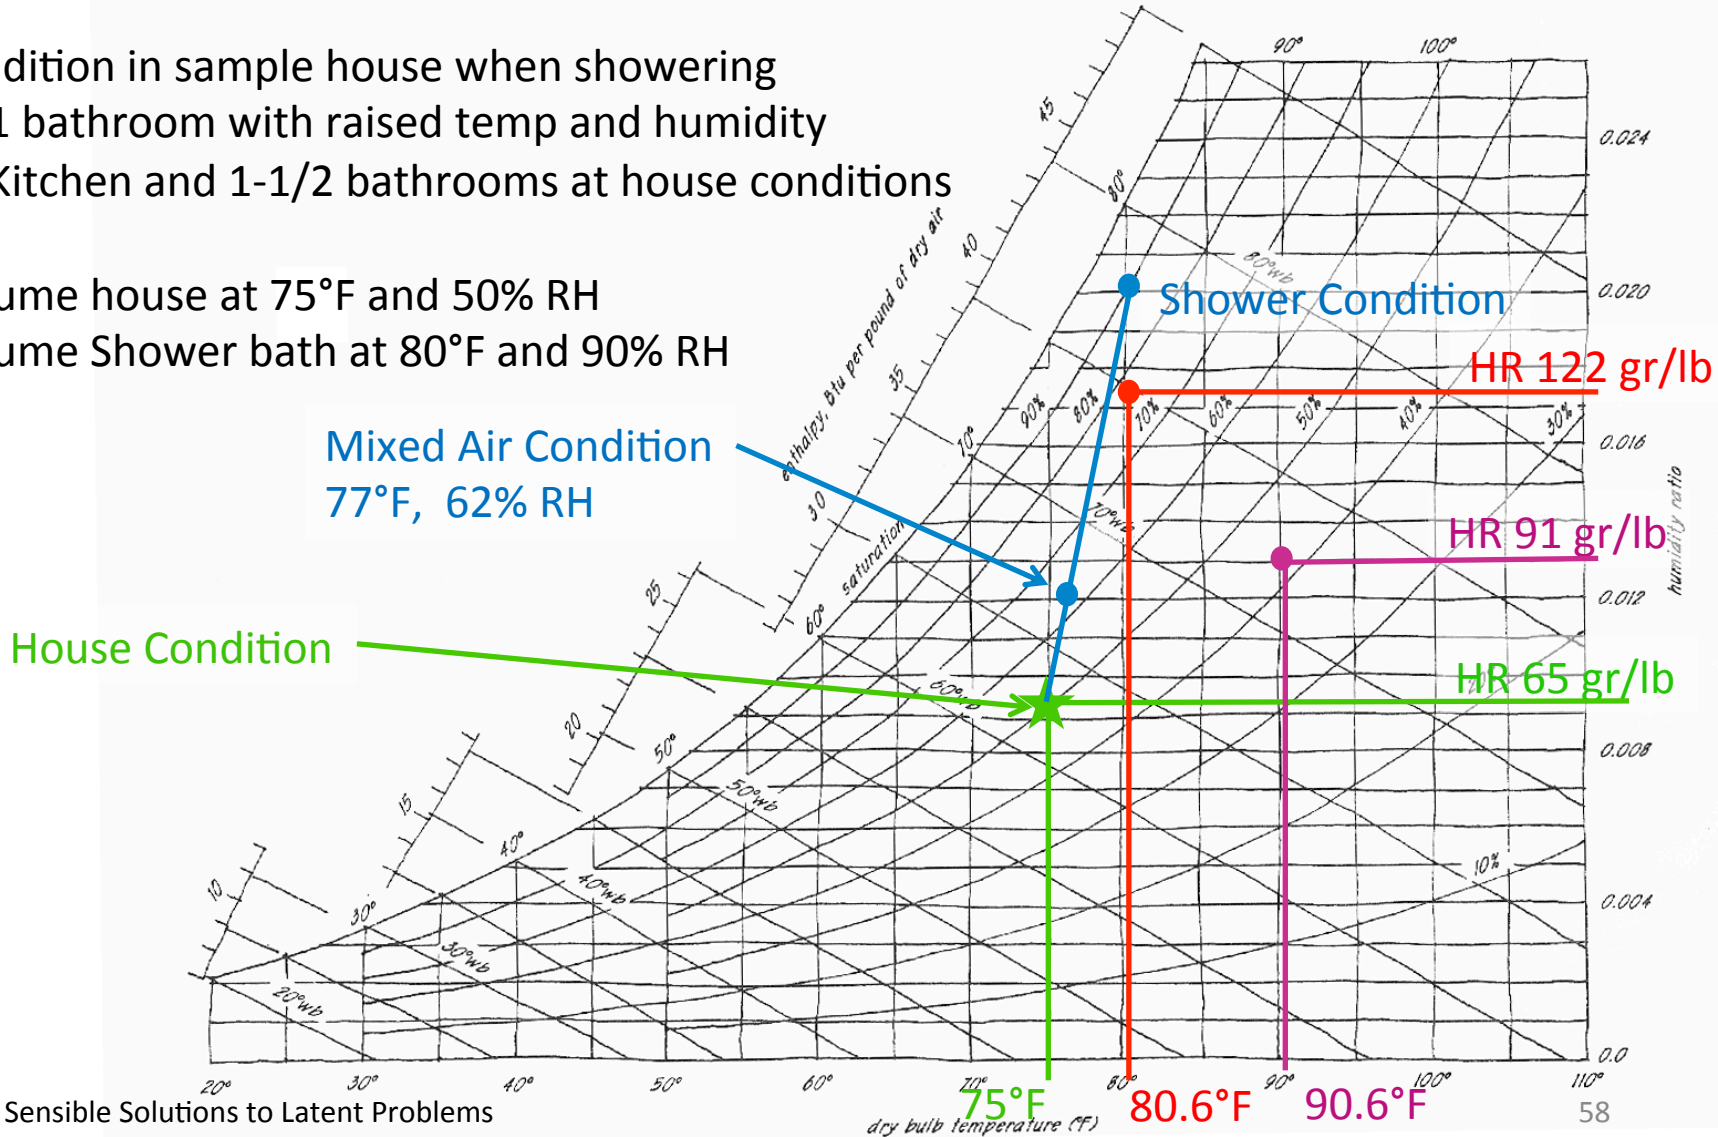 dition in sample house when showering
1 bathroom with raised temp and humidity
Kitchen and 1-1/2 bathrooms at house conditions
ume house at 75°F and 50% RH
ume Shower bath at 80°F and 90% RH
Mixed Air Condition
77°F, 62% RH
House Condition
Shower Condition
HR 122 gr/lb
HR 91 gr/lb
HR 65 gr/lb
enthalpy, Btu per pound of dry air
10
15
20
25
30
35
40
45
saturation
30°
40°
50°
60°
70°
80°
90°
100°
20°wb
30°wb
40°wb
50°wb
60°wb
70°wb
80°wb
90%
80%
70%
60%
50%
40%
30%
10%
0.024
0.020
0.016
0.012
0.008
0.004
0.0
humidity ratio
20°
30°
40°
50°
60°
70°
80°
90°
100°
110°
75°F
80.6°F
90.6°F
dry bulb temperature (°F)
Sensible Solutions to Latent Problems
58